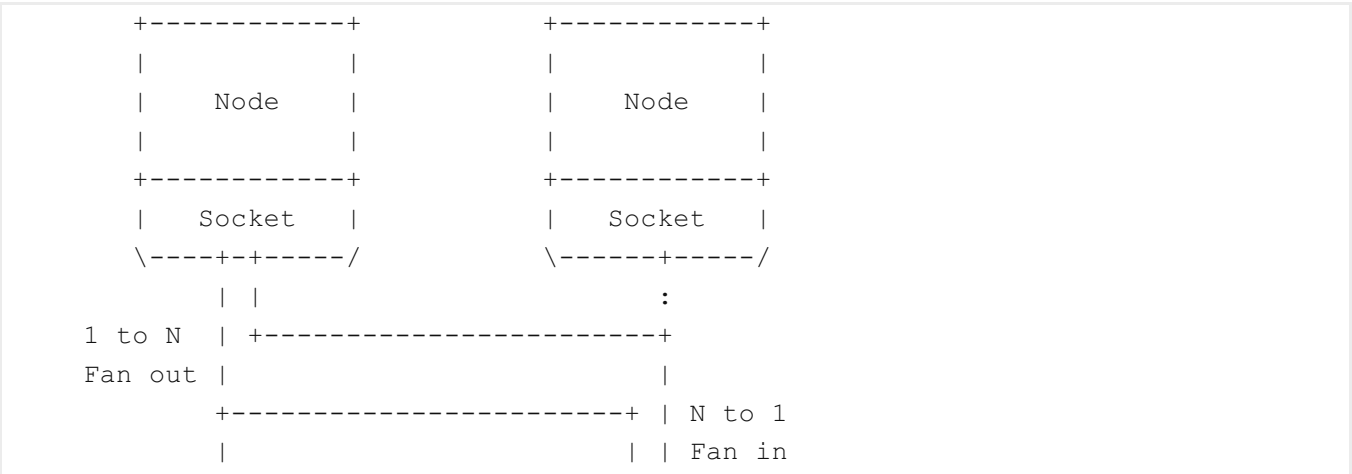 +------------+           +------------+
|            |           |            |
|    Node    |           |    Node    |
|            |           |            |
+------------+           +------------+
|   Socket   |           |   Socket   |
\----+-+-----/           \------+-----/
     | |                        :
1 to N  | +------------------------+
Fan out |                          |
        +------------------------+ | N to 1
        |                        | | Fan in